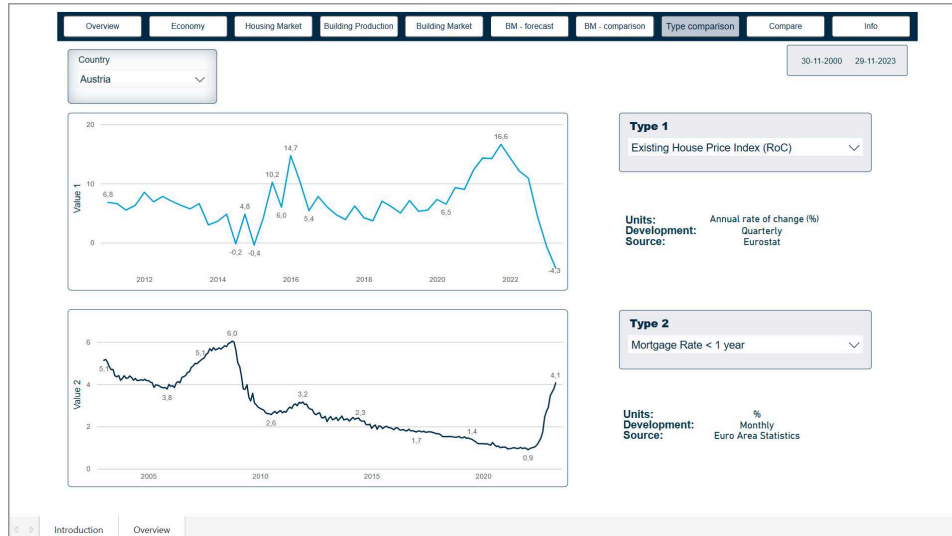 Overview Economy Housing Market Building Production Building Market BM - forecast BM - comparison Type comparison Compare Info
Country
Austria
30-11-2000 29-11-2023
Value 1
20
10
0
6,8
-0,2
4,8
-0,4
10,2
6,0
14,7
5,4
6,5
16,6
-4,3
2012 2014 2016 2018 2020 2022
Type 1
Existing House Price Index (RoC)
Units: Annual rate of change (%)
Development: Quarterly
Source: Eurostat
Value 2
6
4
2
0
5,1
3,8
5,1
6,0
2,6
3,2
2,3
1,7
1,4
0,9
4,1
2005 2010 2015 2020
Type 2
Mortgage Rate < 1 year
Units: %
Development: Monthly
Source: Euro Area Statistics
Introduction Overview